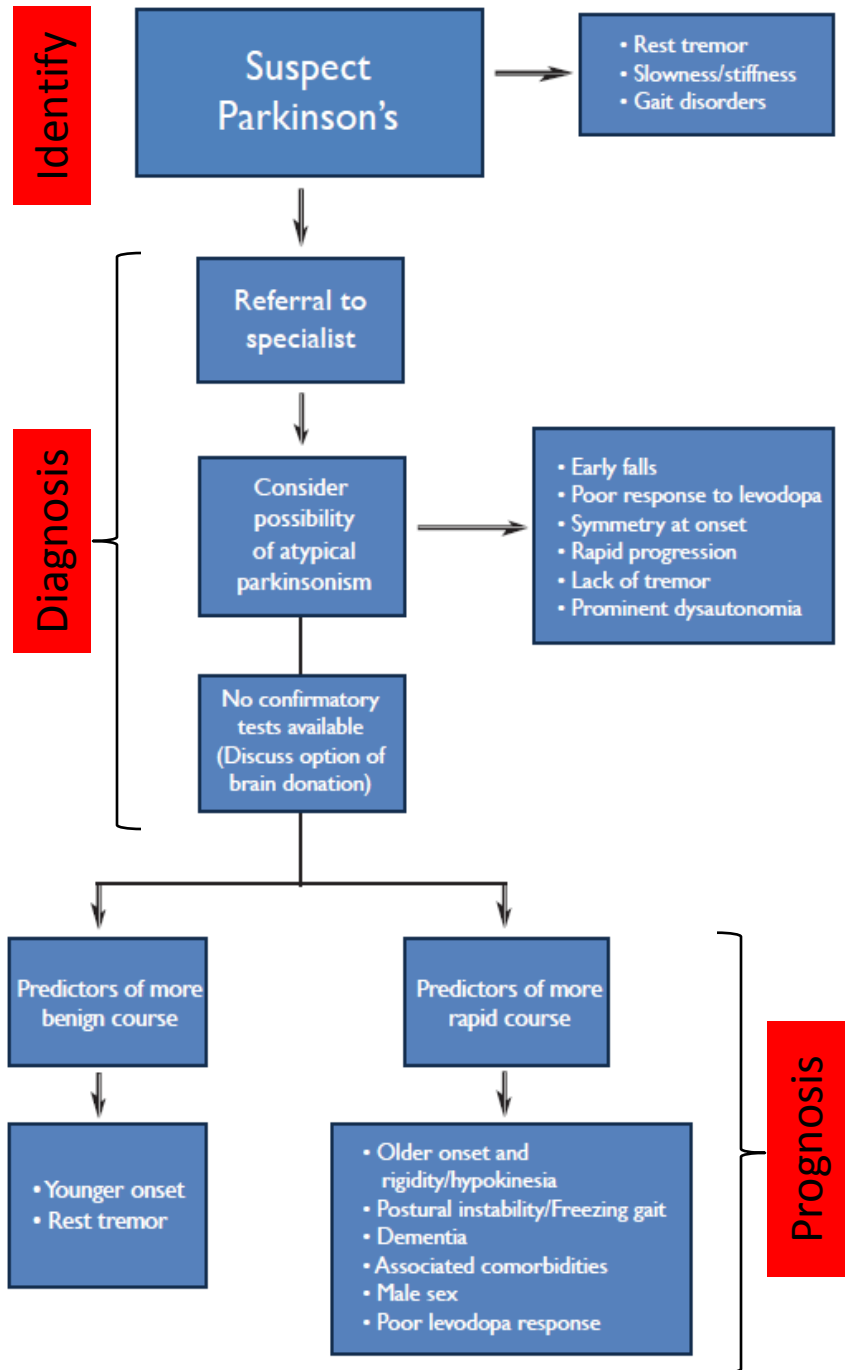 Identify
Suspect
Parkinson's
• Rest tremor
• Slowness/stiffness
• Gait disorders
Diagnosis
Referral to
specialist
Consider
possibility
of atypical
parkinsonism
• Early falls
• Poor response to levodopa
• Symmetry at onset
• Rapid progression
• Lack of tremor
• Prominent dysautonomia
No confirmatory
tests available
(Discuss option of
brain donation)
Prognosis
Predictors of more
benign course
Predictors of more
rapid course
• Younger onset
• Rest tremor
• Older onset and
rigidity/hypokinesia
• Postural instability/Freezing gait
• Dementia
• Associated comorbidities
• Male sex
• Poor levodopa response